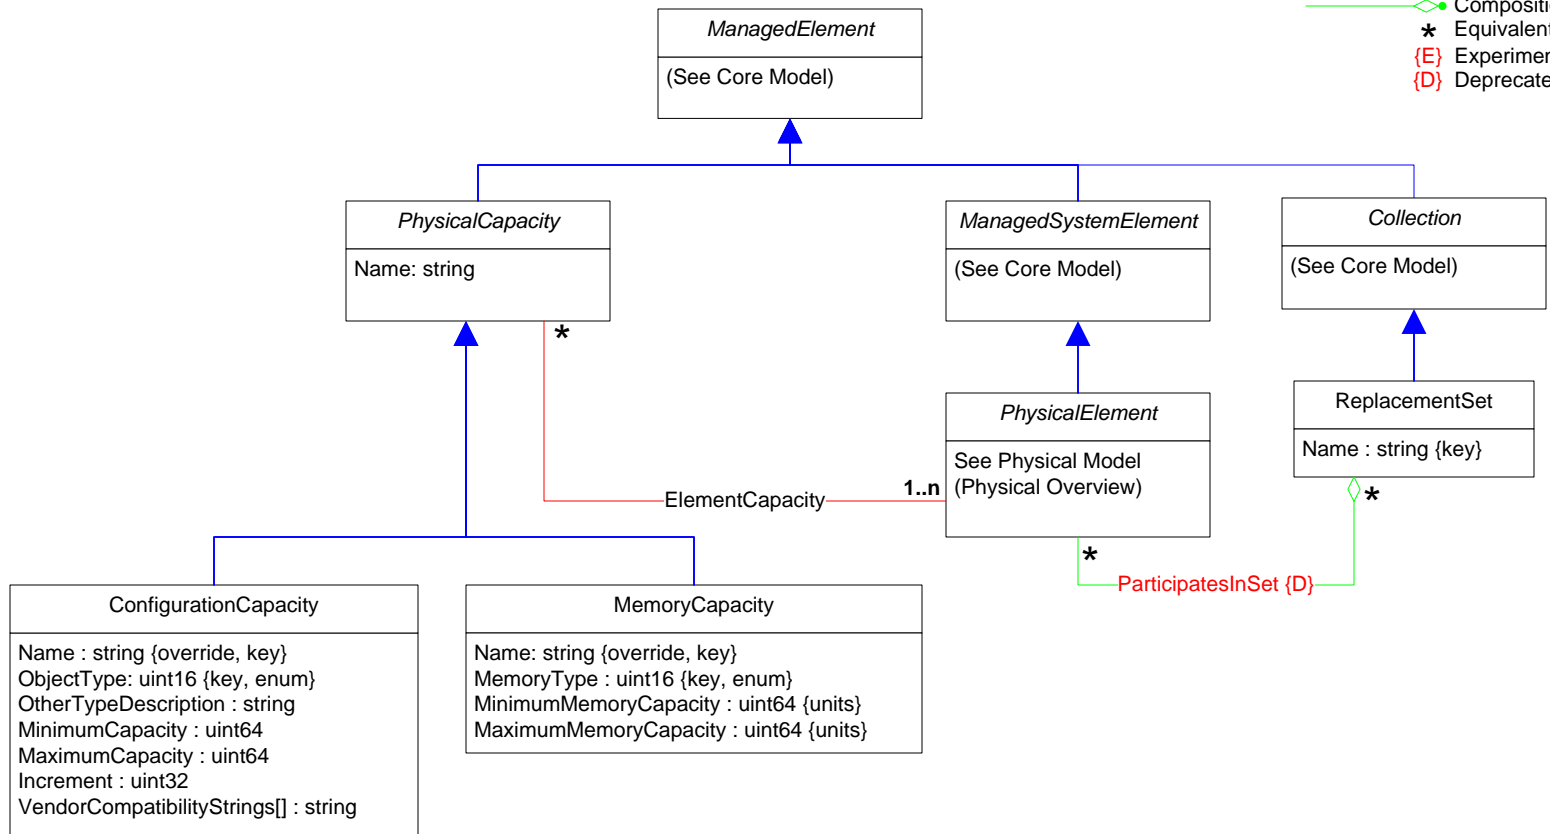 Compositi
* Equivalent
{E} Experimen
{D} Deprecate
ManagedElement
(See Core Model)
PhysicalCapacity
Name: string
ManagedSystemElement
(See Core Model)
Collection
(See Core Model)
*
PhysicalElement
See Physical Model
(Physical Overview)
ReplacementSet
Name : string {key}
ElementCapacity
1..n
*
*
ParticipatesInSet {D}
ConfigurationCapacity
Name : string {override, key}
ObjectType: uint16 {key, enum}
OtherTypeDescription : string
MinimumCapacity : uint64
MaximumCapacity : uint64
Increment : uint32
VendorCompatibilityStrings[] : string
MemoryCapacity
Name: string {override, key}
MemoryType : uint16 {key, enum}
MinimumMemoryCapacity : uint64 {units}
MaximumMemoryCapacity : uint64 {units}